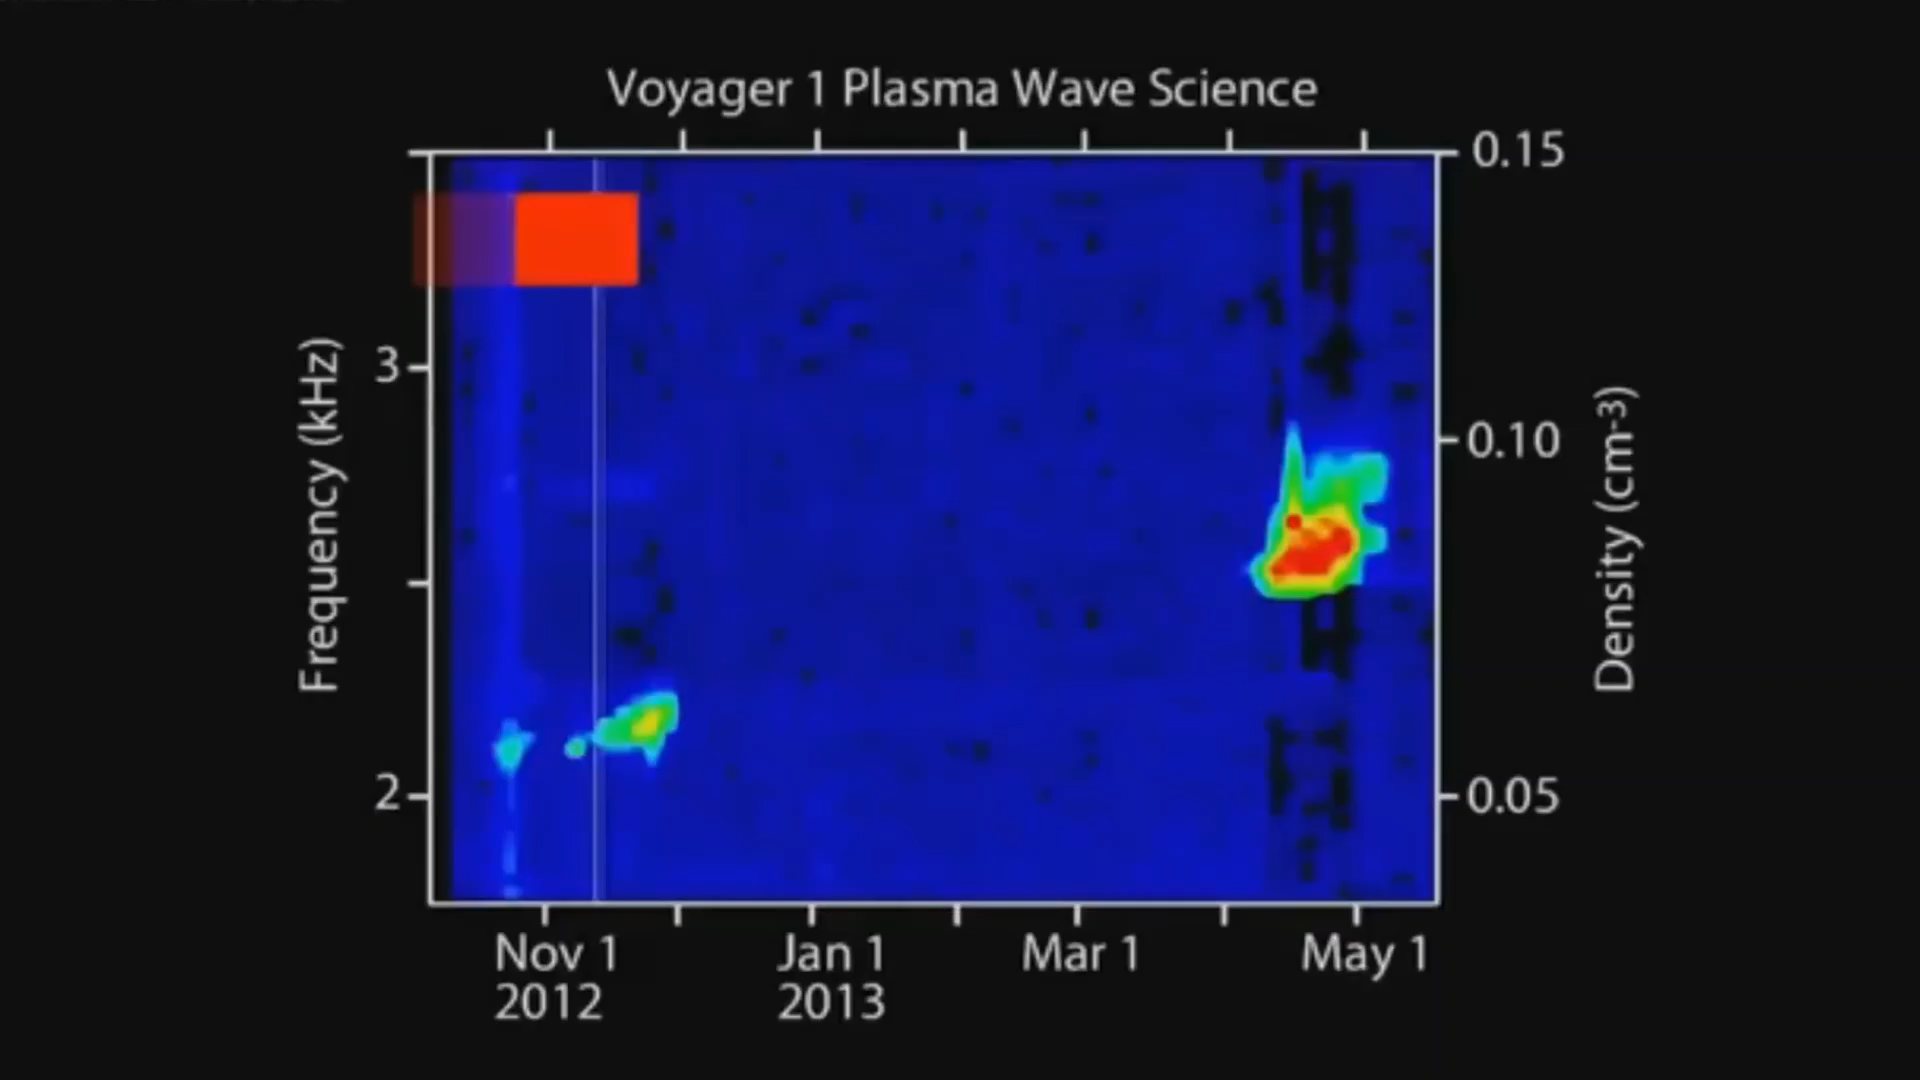 Voyager 1 Plasma Wave Science
0.15
0.10
0.05
Density (cm-3)
Frequency (kHz)
3
2
Nov 1
2012
Jan 1
2013
Mar 1
May 1